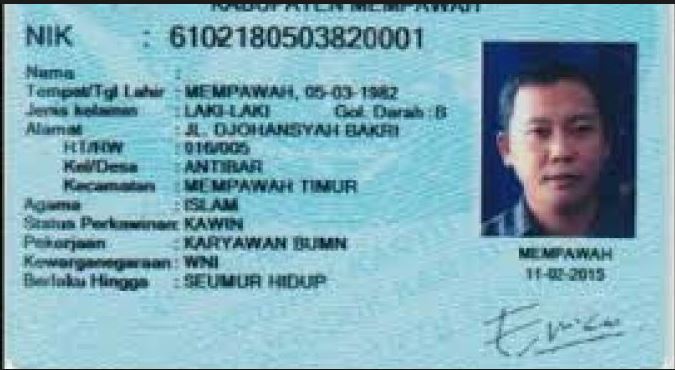 KABUPATEN MEMPAWAH
NIK : 6102180503820001
Nama :
Tempat/Tgl Lahir : MEMPAWAH, 05-03-1982
Jenis kelamin : LAKI-LAKI Gol. Darah : B
Alamat : JL. DJOHANSYAH BAKRI
RT/RW : 016/005
Kel/Desa : ANTIBAR
Kecamatan : MEMPAWAH TIMUR
Agama : ISLAM
Status Perkawinan: KAWIN
Pekerjaan : KARYAWAN BUMN
Kewarganegaraan: WNI
Berlaku Hingga : SEUMUR HIDUP
MEMPAWAH
11-02-2015